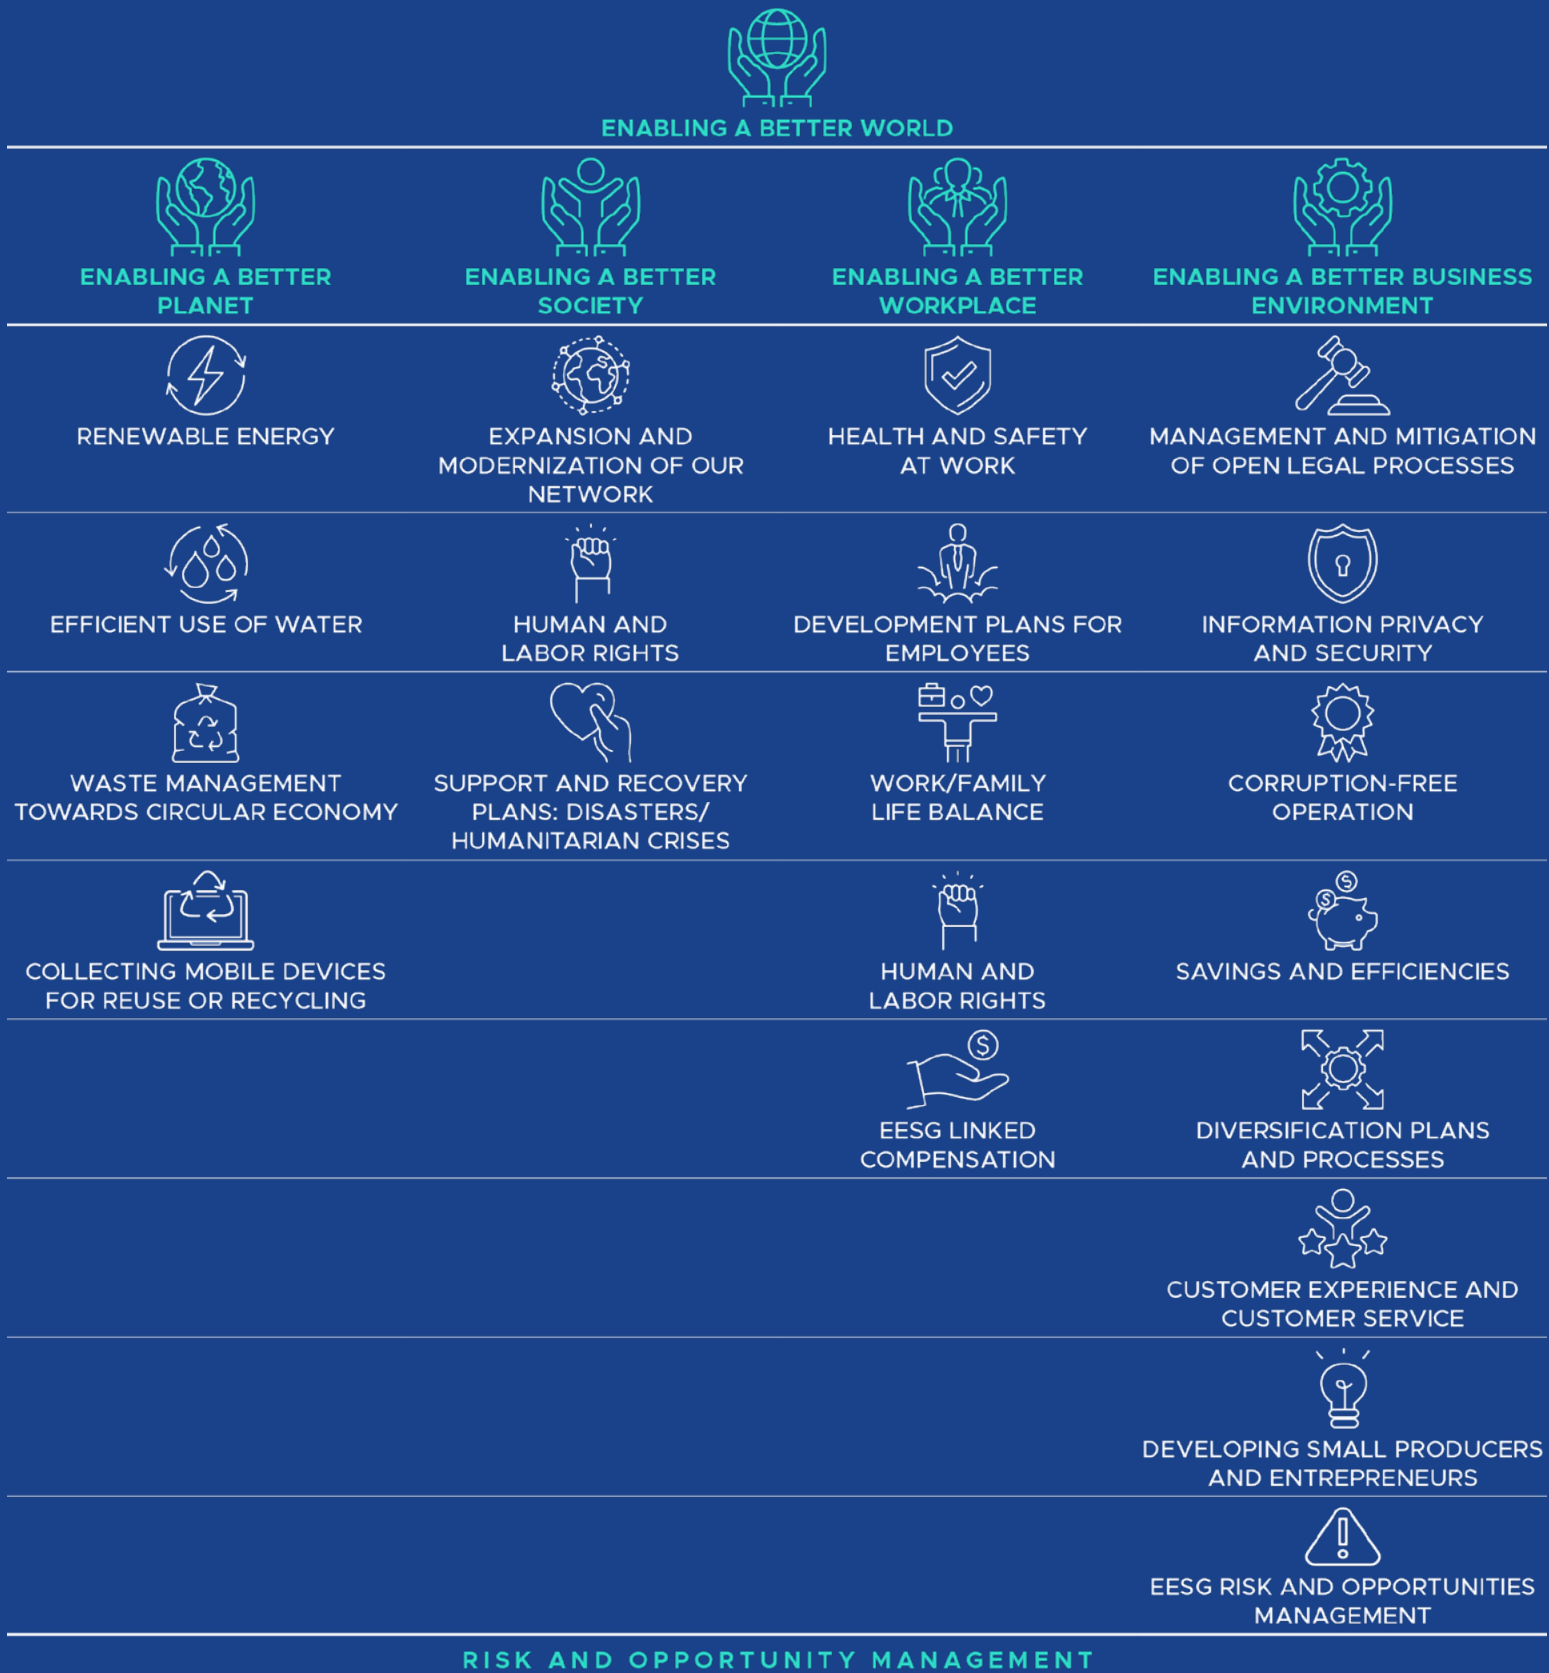 ENABLING A BETTER WORLD
ENABLING A BETTER
PLANET
ENABLING A BETTER
SOCIETY
ENABLING A BETTER
WORKPLACE
ENABLING A BETTER BUSINESS
ENVIRONMENT
RENEWABLE ENERGY
EXPANSION AND
MODERNIZATION OF OUR
NETWORK
HEALTH AND SAFETY
AT WORK
MANAGEMENT AND MITIGATION
OF OPEN LEGAL PROCESSES
EFFICIENT USE OF WATER
HUMAN AND
LABOR RIGHTS
DEVELOPMENT PLANS FOR
EMPLOYEES
INFORMATION PRIVACY
AND SECURITY
WASTE MANAGEMENT
TOWARDS CIRCULAR ECONOMY
SUPPORT AND RECOVERY
PLANS: DISASTERS/
HUMANITARIAN CRISES
WORK/FAMILY
LIFE BALANCE
CORRUPTION-FREE
OPERATION
COLLECTING MOBILE DEVICES
FOR REUSE OR RECYCLING
HUMAN AND
LABOR RIGHTS
SAVINGS AND EFFICIENCIES
EESG LINKED
COMPENSATION
DIVERSIFICATION PLANS
AND PROCESSES
CUSTOMER EXPERIENCE AND
CUSTOMER SERVICE
DEVELOPING SMALL PRODUCERS
AND ENTREPRENEURS
EESG RISK AND OPPORTUNITIES
MANAGEMENT
RISK AND OPPORTUNITY MANAGEMENT